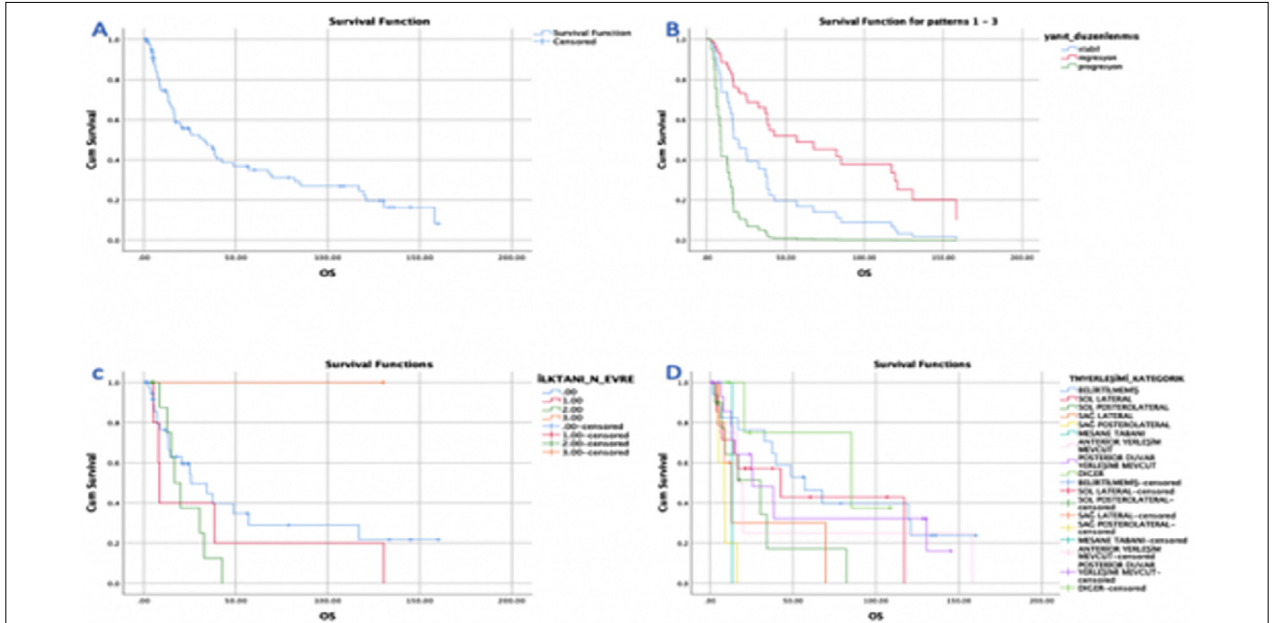 A
Survival Function
Survival Function
Censored
Cum Survival
1.0
0.8
0.6
0.4
0.2
0.0
.00
50.00
100.00
150.00
200.00
OS
B
Survival Function for patterns 1 - 3
yanıt_duzenlenmıs
stabil
regresyon
progresyon
Cum Survival
1.0
0.8
0.6
0.4
0.2
0.0
.00
50.00
100.00
150.00
200.00
OS
C
Survival Functions
İLKTANI_N_EVRE
.00
1.00
2.00
3.00
.00-censored
1.00-censored
2.00-censored
3.00-censored
Cum Survival
1.0
0.8
0.6
0.4
0.2
0.0
.00
50.00
100.00
150.00
200.00
OS
D
Survival Functions
TMYERLEŞİMİ_KATEGORIK
BELİRTİLMEMİŞ
SOL LATERAL
SOL POSTEROLATERAL
SAĞ LATERAL
SAĞ POSTEROLATERAL
MESANE TABANI
ANTERIOR YERLEŞİM
MEVCUT
POSTERIOR DUVAR
YERLEŞİMİ MEVCUT
DIGER
BELİRTİLMEMİŞ-censored
SOL LATERAL-censored
SOL POSTEROLATERAL-
censored
SAĞ LATERAL-censored
SAĞ POSTEROLATERAL-
censored
MESANE TABANI-censored
ANTERIOR YERLEŞİM
MEVCUT-censored
POSTERIOR DUVAR
YERLEŞİMİ MEVCUT-
censored
DIGER-censored
Cum Survival
1.0
0.8
0.6
0.4
0.2
0.0
.00
50.00
100.00
150.00
200.00
OS